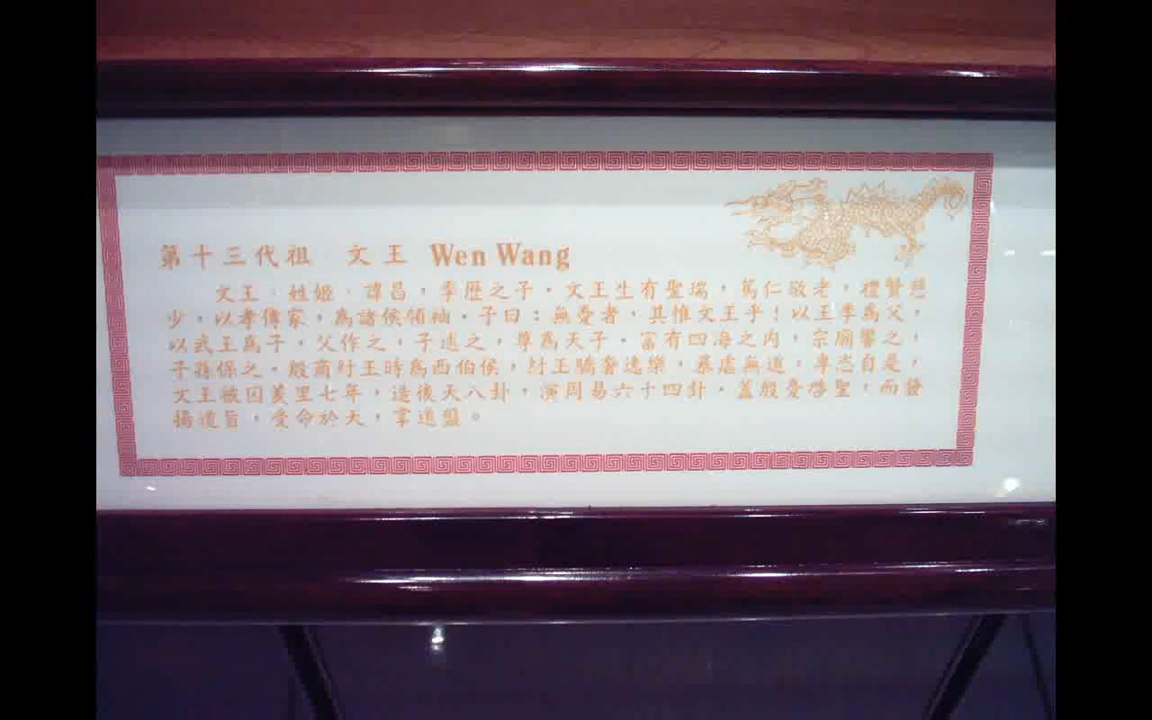 第十三代祖 文王 Wen Wang
文王,姓姬,諱昌,季歷之子。文王生有聖瑞,篤仁敬老,禮賢慈
少,以孝傳家,為諸侯領袖。子曰:無憂者,其惟文王乎!以王季為父,
以武王為子,父作之,子述之,尊為天子。富有四海之內,宗廟饗之,
子孫保之。殷商紂王時為西伯侯,紂王驕奢逸樂,暴虐無道,專恣自是,
文王被囚羑里七年,造後天八卦,演周易六十四卦。蓋殷憂啓聖,而發
揚道旨,受命於天,掌道盤。